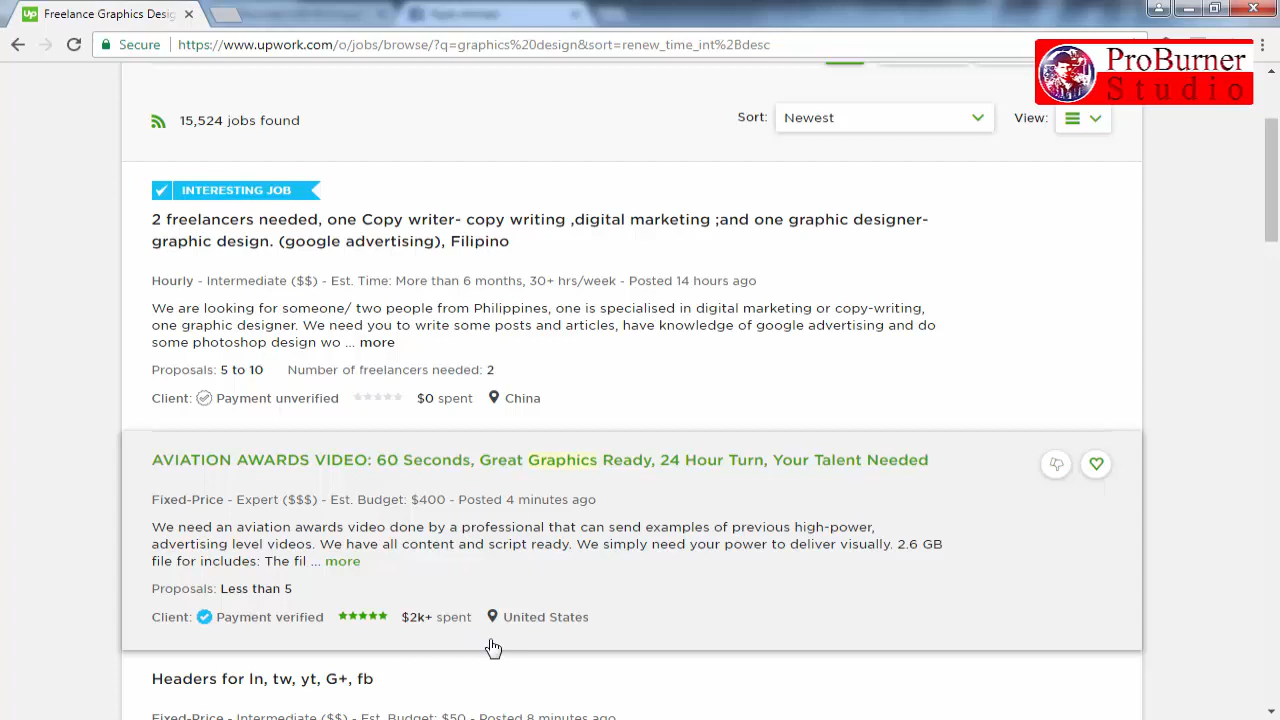 Freelance Graphics Desig
Secure
https://www.upwork.com/o/jobs/browse/?q=graphics%20design&sort=renew_time_int%2Bdesc
ProBurner
Studio
15,524 jobs found
Sort:
Newest
View:
INTERESTING JOB
2 freelancers needed, one Copy writer- copy writing ,digital marketing ;and one graphic designer-
graphic design. (google advertising), Filipino
Hourly - Intermediate ($$) - Est. Time: More than 6 months, 30+ hrs/week - Posted 14 hours ago
We are looking for someone/ two people from Philippines, one is specialised in digital marketing or copy-writing,
one graphic designer. We need you to write some posts and articles, have knowledge of google advertising and do
some photoshop design wo ... more
Proposals: 5 to 10 Number of freelancers needed: 2
Client: Payment unverified $0 spent China
AVIATION AWARDS VIDEO: 60 Seconds, Great Graphics Ready, 24 Hour Turn, Your Talent Needed
Fixed-Price - Expert ($$$) - Est. Budget: $400 - Posted 4 minutes ago
We need an aviation awards video done by a professional that can send examples of previous high-power,
advertising level videos. We have all content and script ready. We simply need your power to deliver visually. 2.6 GB
file for includes: The fil ... more
Proposals: Less than 5
Client: Payment verified $2k+ spent United States
Headers for In, tw, yt, G+, fb
Fixed-Price - Intermediate ($$) - Est. Budget: $50 - Posted 8 minutes ago